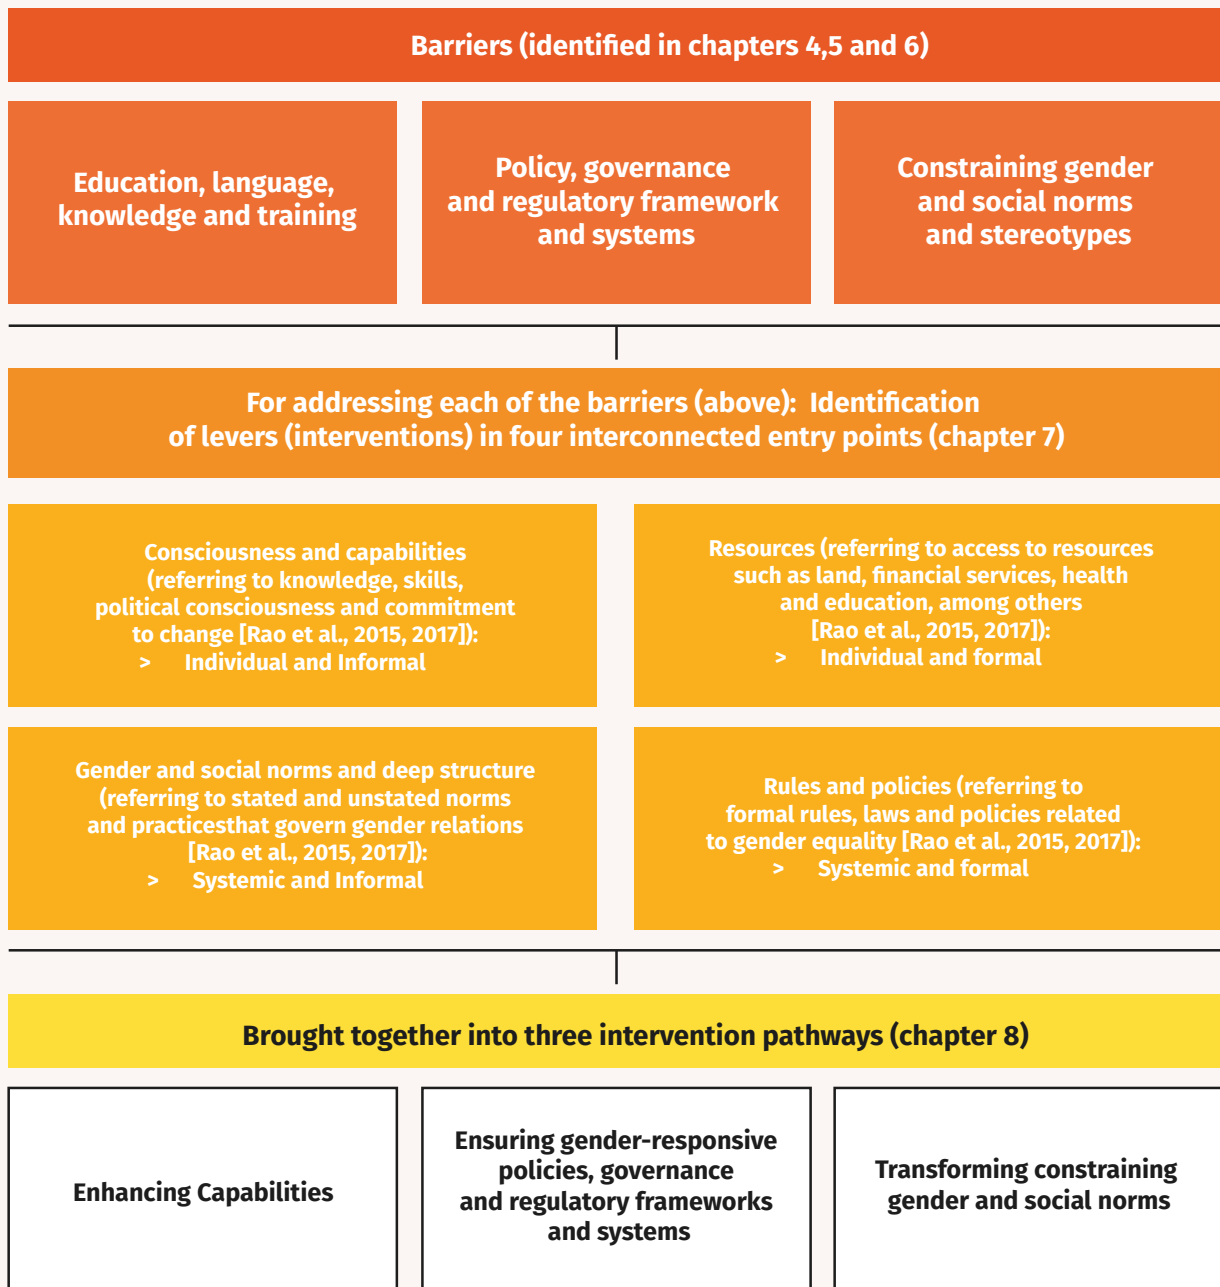 Barriers (identified in chapters 4,5 and 6)
Education, language,
knowledge and training
Policy, governance
and regulatory framework
and systems
Constraining gender
and social norms
and stereotypes
For addressing each of the barriers (above):  Identification
of levers (interventions) in four interconnected entry points (chapter 7)
Consciousness and capabilities
(referring to knowledge, skills,
political consciousness and commitment
to change [Rao et al., 2015, 2017]):
> Individual and Informal
Resources (referring to access to resources
such as land, financial services, health
and education, among others
[Rao et al., 2015, 2017]):
> Individual and formal
Gender and social norms and deep structure
(referring to stated and unstated norms
and practicesthat govern gender relations
[Rao et al., 2015, 2017]):
> Systemic and Informal
Rules and policies (referring to
formal rules, laws and policies related
to gender equality [Rao et al., 2015, 2017]):
> Systemic and formal
Brought together into three intervention pathways (chapter 8)
Enhancing Capabilities
Ensuring gender-responsive
policies, governance
and regulatory frameworks
and systems
Transforming constraining
gender and social norms